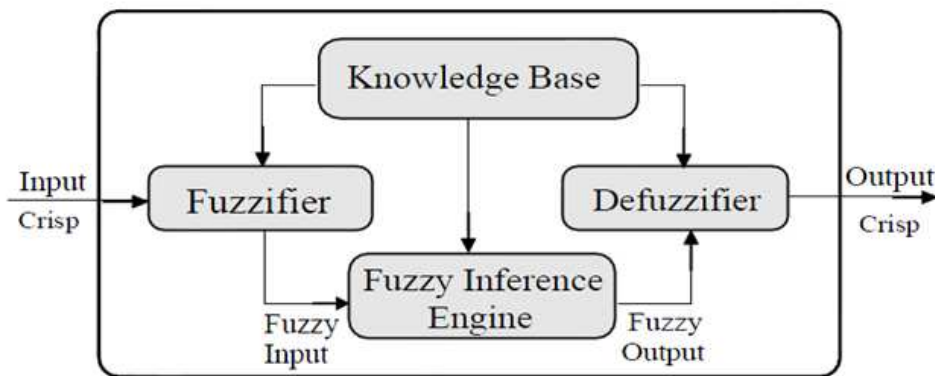 Knowledge Base
Input
Crisp
Fuzzifier
Defuzzifier
Output
Crisp
Fuzzy Inference
Engine
Fuzzy
Input
Fuzzy
Output